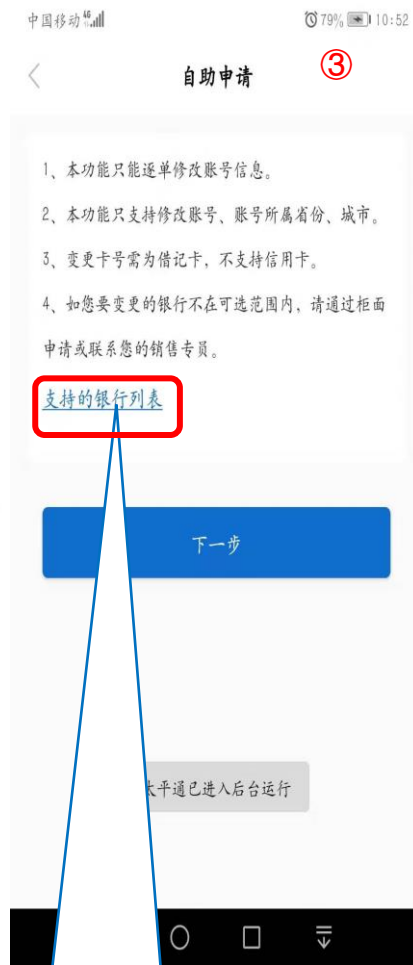 中国移动 4G 79% 10:52
自助申请 ③
1、本功能只能逐单修改账号信息。
2、本功能只支持修改账号、账号所属省份、城市。
3、变更卡号需为借记卡，不支持信用卡。
4、如您要变更的银行不在可选范围内，请通过柜面
申请或联系您的销售专员。
支持的银行列表
下一步
太平通已进入后台运行